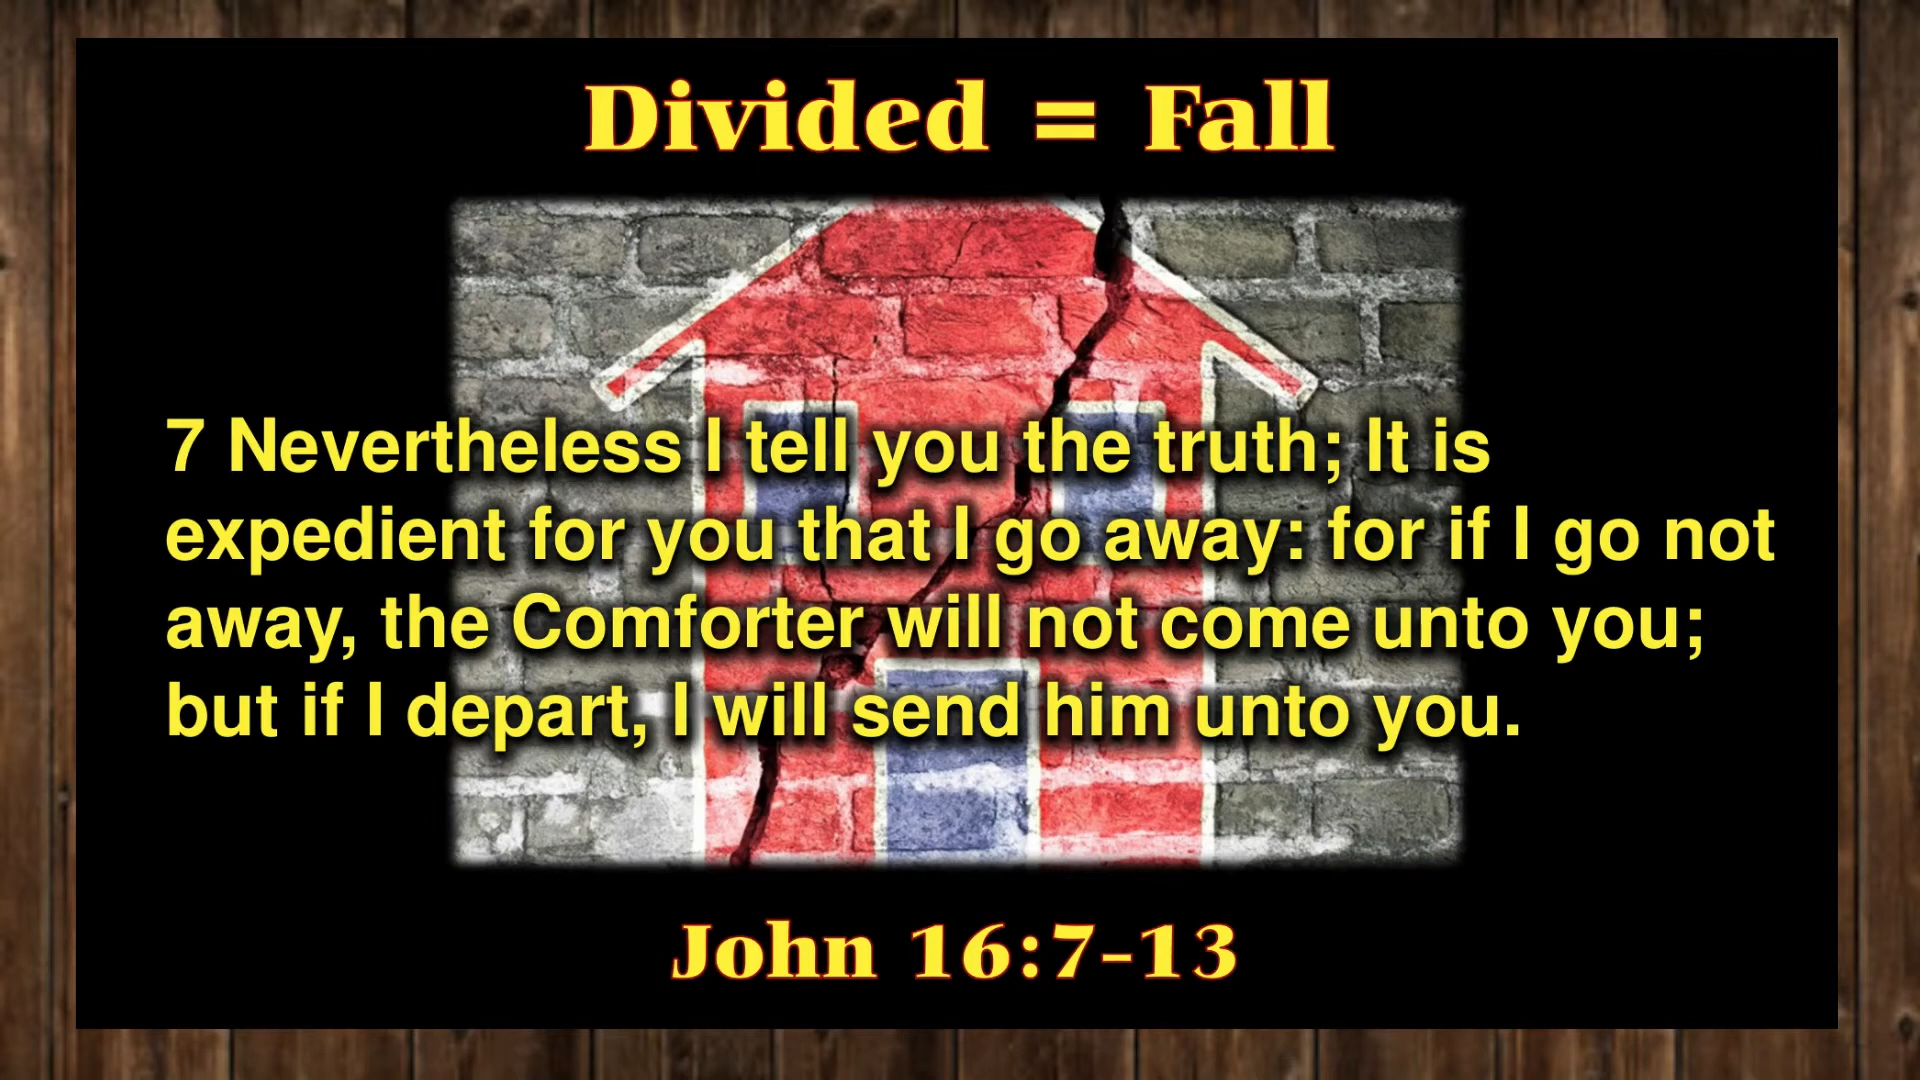 Divided = Fall
7 Nevertheless I tell you the truth; It is
expedient for you that I go away: for if I go not
away, the Comforter will not come unto you;
but if I depart, I will send him unto you.
John 16:7-13